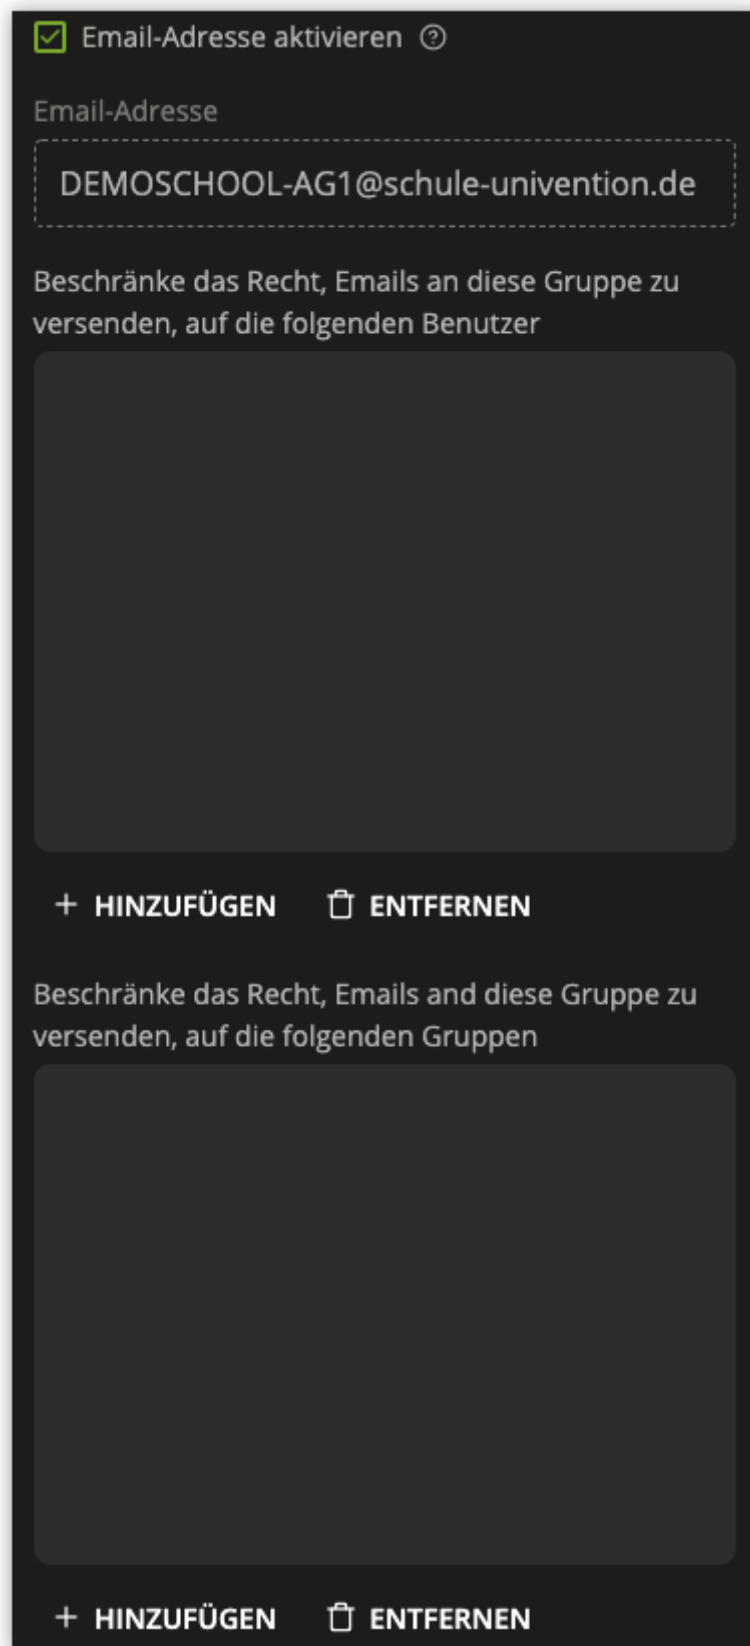 Email-Adresse aktivieren
Email-Adresse
DEMOSCHOOL-AG1@schule-univention.de
Beschränke das Recht, Emails an diese Gruppe zu
versenden, auf die folgenden Benutzer
+ HINZUFÜGEN ENTFERNEN
Beschränke das Recht, Emails and diese Gruppe zu
versenden, auf die folgenden Gruppen
+ HINZUFÜGEN ENTFERNEN